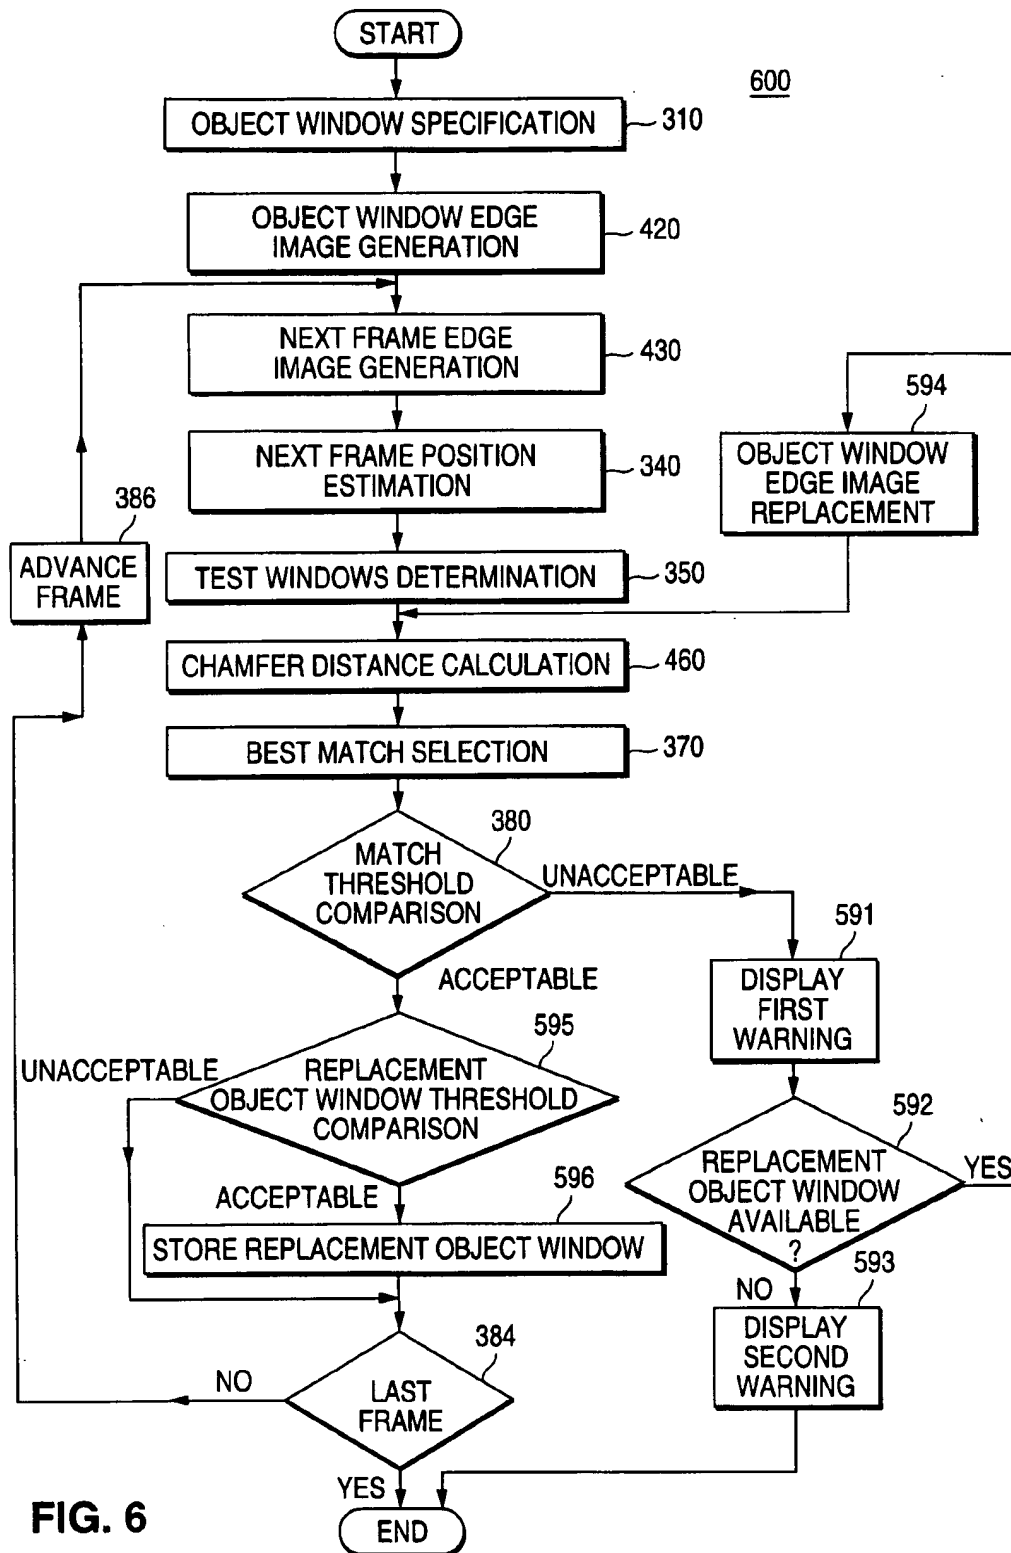 START
600
OBJECT WINDOW SPECIFICATION
310
OBJECT WINDOW EDGE
IMAGE GENERATION
420
NEXT FRAME EDGE
IMAGE GENERATION
430
594
NEXT FRAME POSITION
ESTIMATION
340
OBJECT WINDOW
EDGE IMAGE
REPLACEMENT
386
ADVANCE
FRAME
TEST WINDOWS DETERMINATION
350
CHAMFER DISTANCE CALCULATION
460
BEST MATCH SELECTION
370
380
MATCH
THRESHOLD
COMPARISON
UNACCEPTABLE
591
DISPLAY
FIRST
WARNING
ACCEPTABLE
595
UNACCEPTABLE
REPLACEMENT
OBJECT WINDOW THRESHOLD
COMPARISON
592
REPLACEMENT
OBJECT WINDOW
AVAILABLE
?
YES
ACCEPTABLE
596
STORE REPLACEMENT OBJECT WINDOW
NO
593
DISPLAY
SECOND
WARNING
384
NO
LAST
FRAME
YES
END
FIG. 6